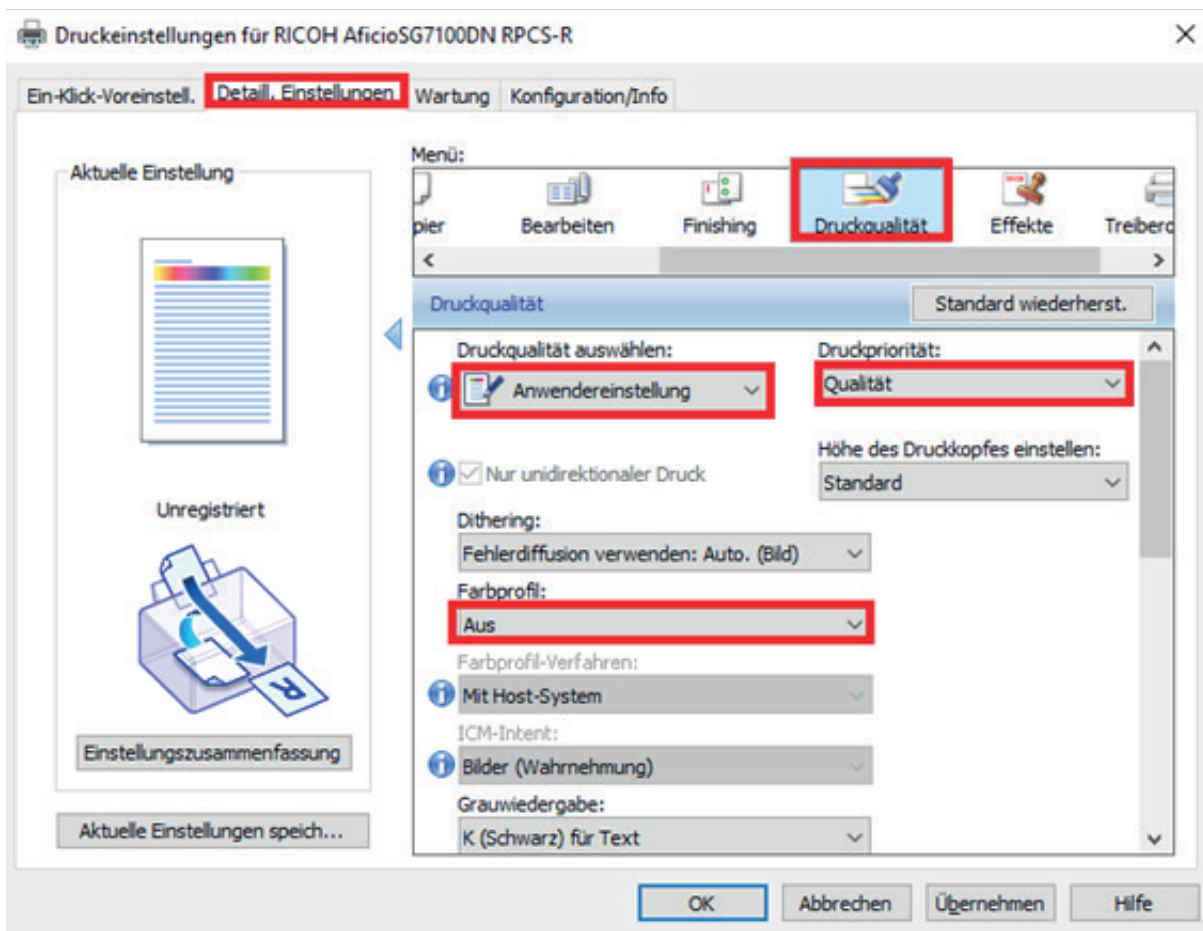 Druckeinstellungen für RICOH AficioSG7100DN RPCS-R
Ein-Klick-Voreinstell. Detaill. Einstellungen Wartung Konfiguration/Info
Aktuelle Einstellung
Unregistriert
Einstellungszusammenfassung
Aktuelle Einstellungen speich...
Menü:
pier Bearbeiten Finishing Druckqualität Effekte Treiberc
Druckqualität Standard wiederherst.
Druckqualität auswählen: Druckpriorität:
Anwendereinstellung Qualität
Höhe des Druckkopfes einstellen:
Nur unidirektionaler Druck Standard
Dithering:
Fehlerdiffusion verwenden: Auto. (Bild)
Farbprofil:
Aus
Farbprofil-Verfahren:
Mit Host-System
ICM-Intent:
Bilder (Wahrnehmung)
Grauwiedergabe:
K (Schwarz) für Text
OK Abbrechen Übernehmen Hilfe